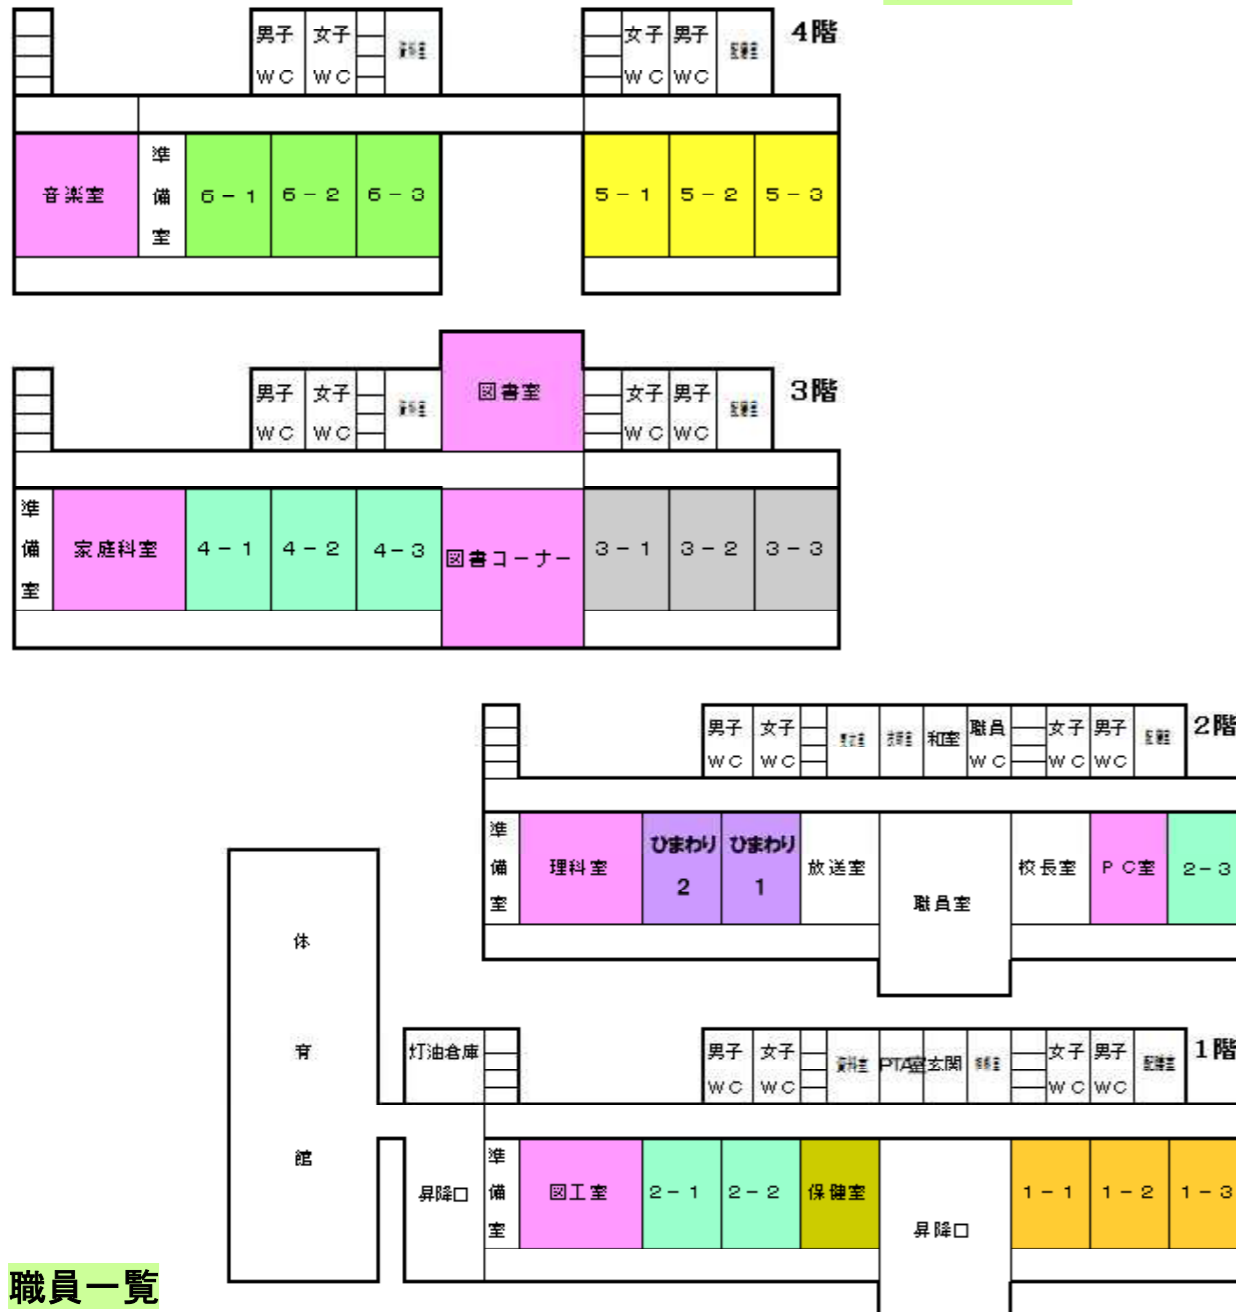 男子 女子 女子 男子 4階
WC WC WC WC
音楽室 準備室 6-1 6-2 6-3 5-1 5-2 5-3
図書室
男子 女子 女子 男子 3階
WC WC WC WC
準備室 家庭科室 4-1 4-2 4-3 図書コーナー 3-1 3-2 3-3
男子 女子 和室 職員 女子 男子 2階
WC WC WC WC WC
準備室 理科室 ひまわり2 ひまわり1 放送室 職員室 校長室 PC室 2-3
体育館
灯油倉庫 男子 女子 資料室 PTA室 玄関 女子 男子 配膳室 1階
WC WC WC WC
昇降口 準備室 図工室 2-1 2-2 保健室 昇降口 1-1 1-2 1-3
職員一覧